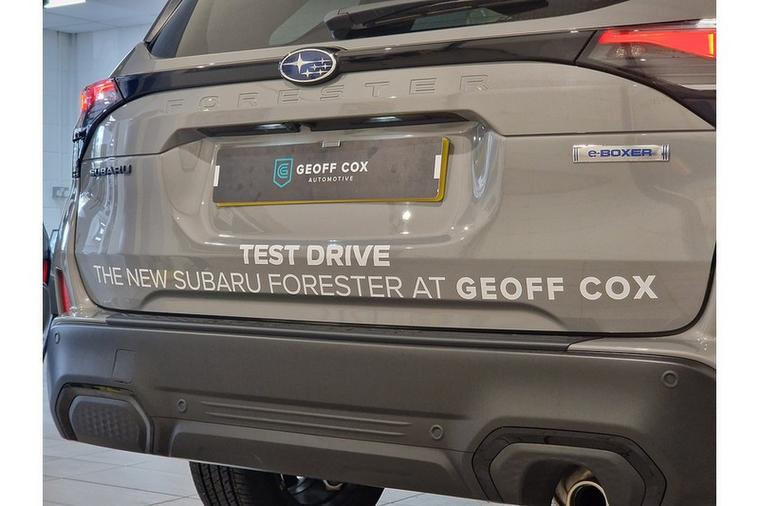 FORESTER
SUBARU
GEOFF COX
AUTOMOTIVE
e-BOXER
TEST DRIVE
THE NEW SUBARU FORESTER AT GEOFF COX